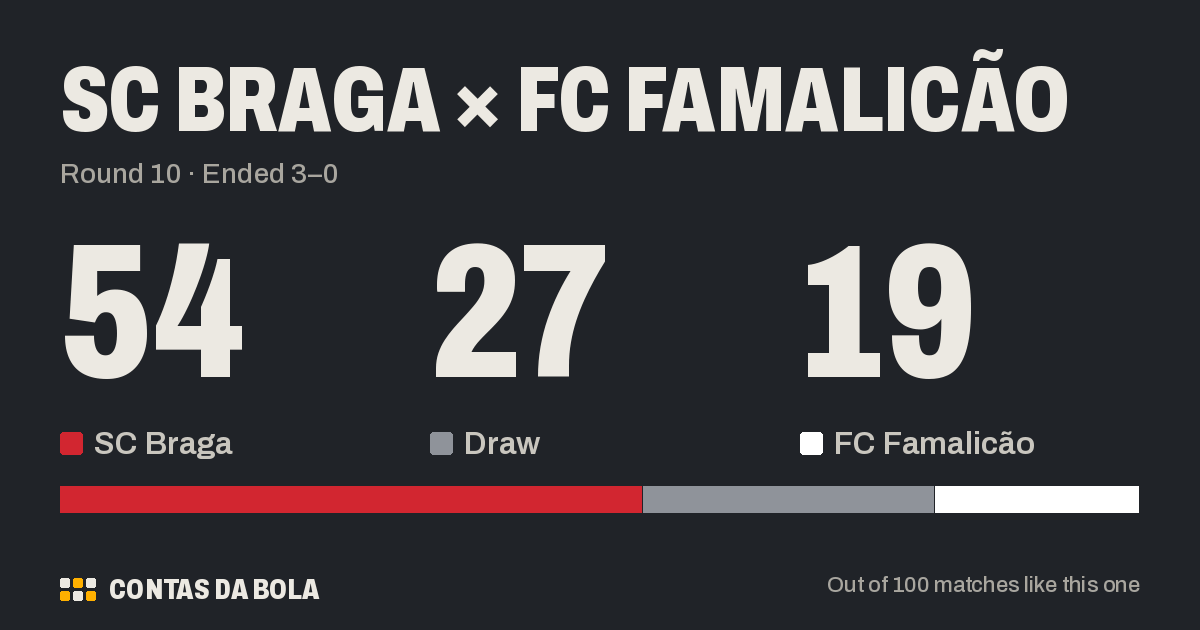 SC BRAGA × FC FAMALICÃO
Round 10 · Ended 3–0
54 27 19
SC Braga Draw FC Famalicão
CONTAS DA BOLA
Out of 100 matches like this one